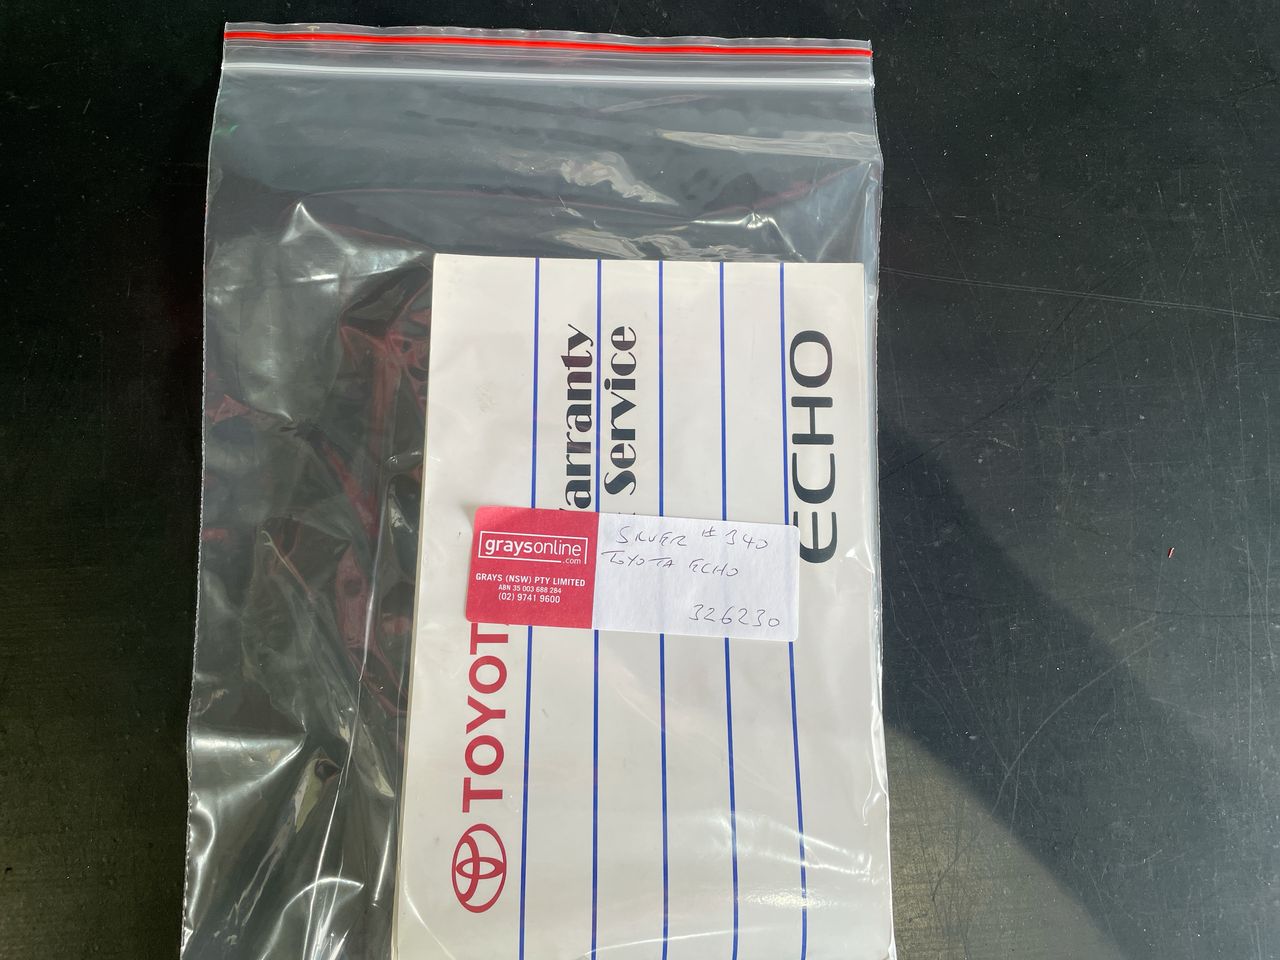 TOYOTA
Warranty
& Service
ECHO
graysonline
.com
GRAYS (NSW) PTY LIMITED
ABN 35 003 688 284
(02) 9741 9600
SILVER # 340
TOYOTA ECHO
326230